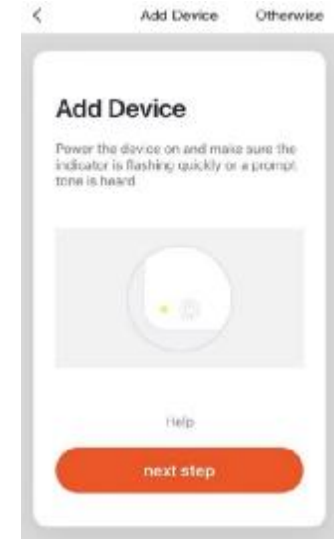 < Add Device Otherwise
Add Device
Power the device on and make sure the
indicator is flashing quickly or a prompt
tone is heard
Help
next step